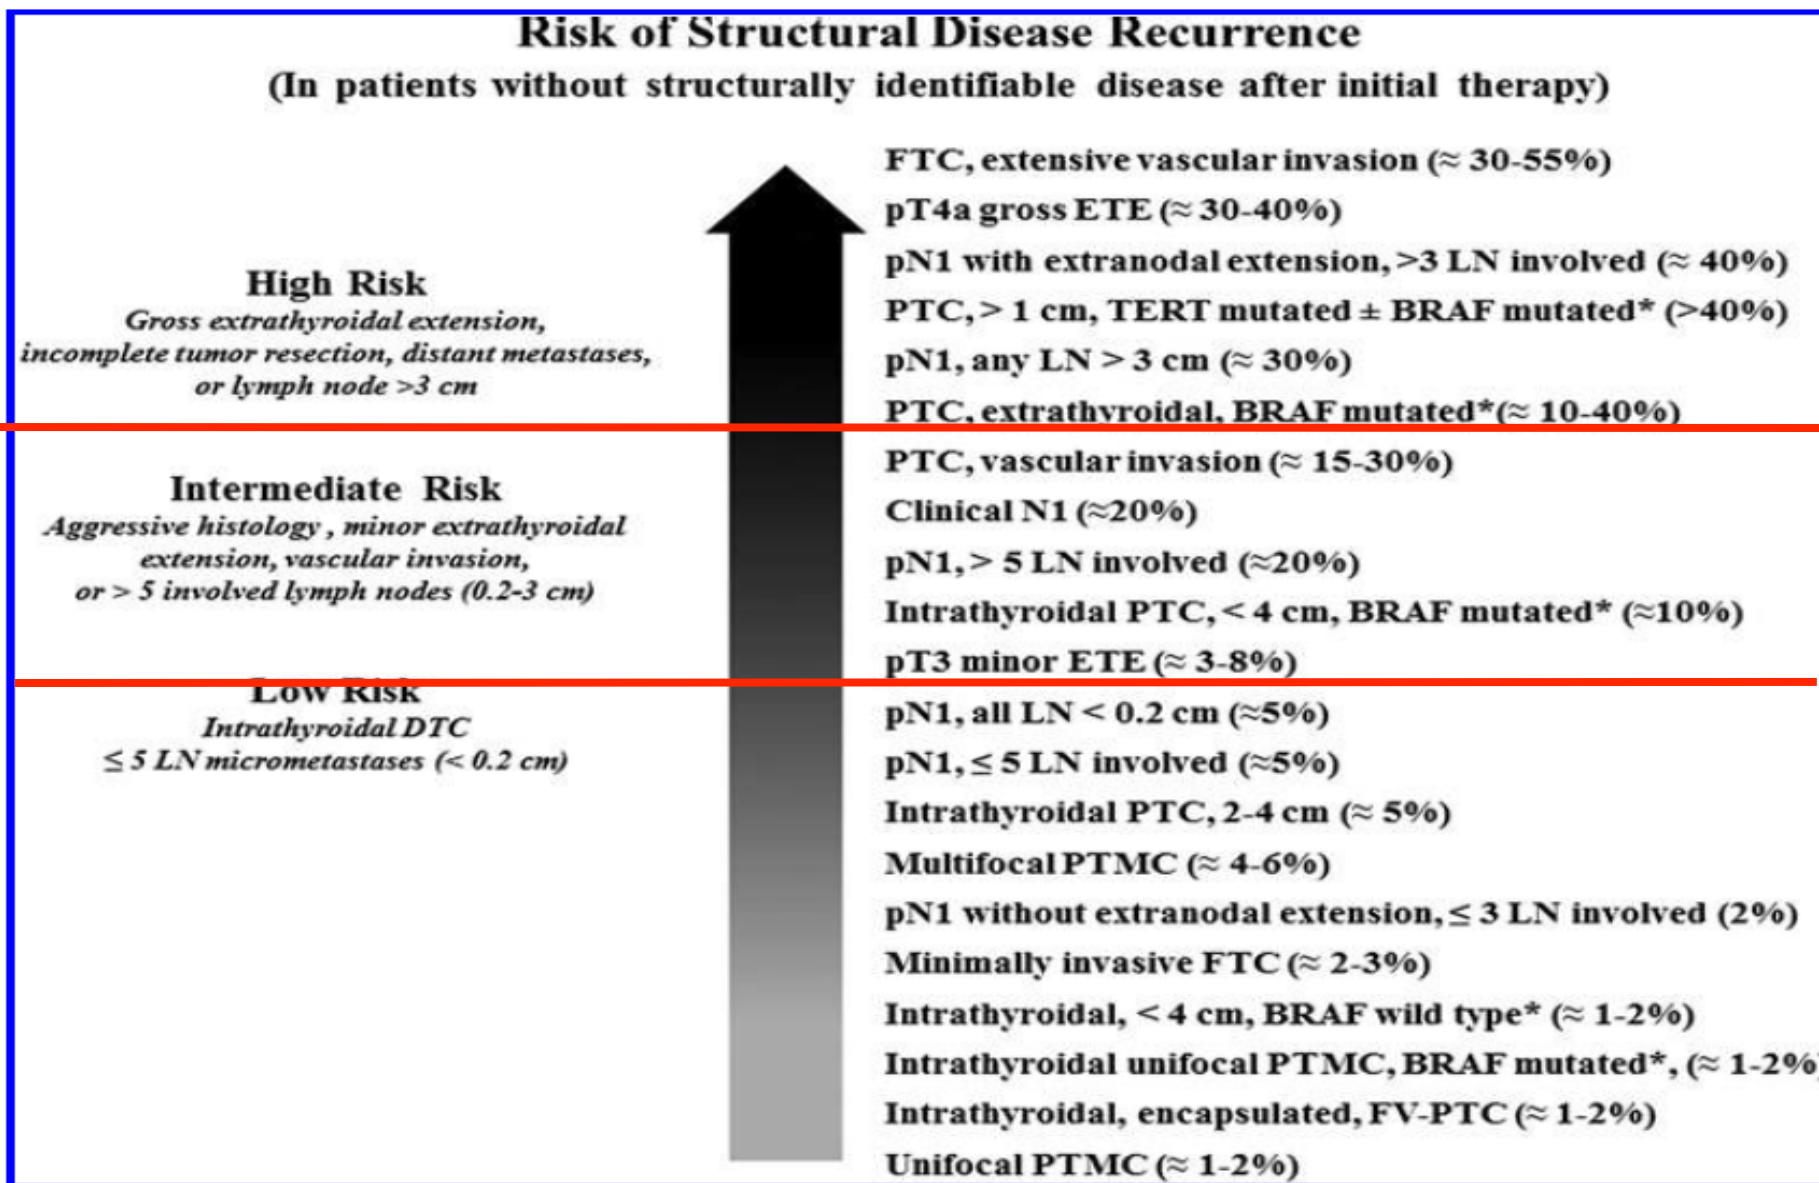 Risk of Structural Disease Recurrence
(In patients without structurally identifiable disease after initial therapy)
High Risk
Gross extrathyroidal extension,
incomplete tumor resection, distant metastases,
or lymph node >3 cm
Intermediate Risk
Aggressive histology , minor extrathyroidal
extension, vascular invasion,
or > 5 involved lymph nodes (0.2-3 cm)
Low Risk
Intrathyroidal DTC
≤ 5 LN micrometastases (< 0.2 cm)
FTC, extensive vascular invasion (≈ 30-55%)
pT4a gross ETE (≈ 30-40%)
pN1 with extranodal extension, >3 LN involved (≈ 40%)
PTC, > 1 cm, TERT mutated ± BRAF mutated* (>40%)
pN1, any LN > 3 cm (≈ 30%)
PTC, extrathyroidal, BRAF mutated*(≈ 10-40%)
PTC, vascular invasion (≈ 15-30%)
Clinical N1 (≈20%)
pN1, > 5 LN involved (≈20%)
Intrathyroidal PTC, < 4 cm, BRAF mutated* (≈10%)
pT3 minor ETE (≈ 3-8%)
pN1, all LN < 0.2 cm (≈5%)
pN1, ≤ 5 LN involved (≈5%)
Intrathyroidal PTC, 2-4 cm (≈ 5%)
Multifocal PTMC (≈ 4-6%)
pN1 without extranodal extension, ≤ 3 LN involved (2%)
Minimally invasive FTC (≈ 2-3%)
Intrathyroidal, < 4 cm, BRAF wild type* (≈ 1-2%)
Intrathyroidal unifocal PTMC, BRAF mutated*, (≈ 1-2%)
Intrathyroidal, encapsulated, FV-PTC (≈ 1-2%)
Unifocal PTMC (≈ 1-2%)